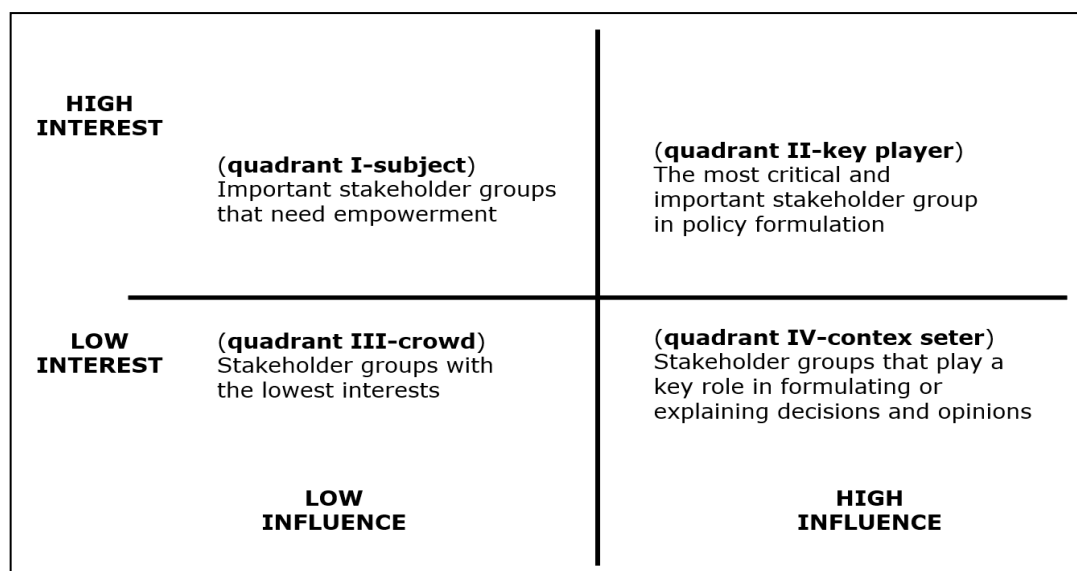 HIGH
INTEREST
(quadrant I-subject)
Important stakeholder groups
that need empowerment
(quadrant II-key player)
The most critical and
important stakeholder group
in policy formulation
LOW
INTEREST
(quadrant III-crowd)
Stakeholder groups with
the lowest interests
(quadrant IV-contex seter)
Stakeholder groups that play a
key role in formulating or
explaining decisions and opinions
LOW
INFLUENCE
HIGH
INFLUENCE